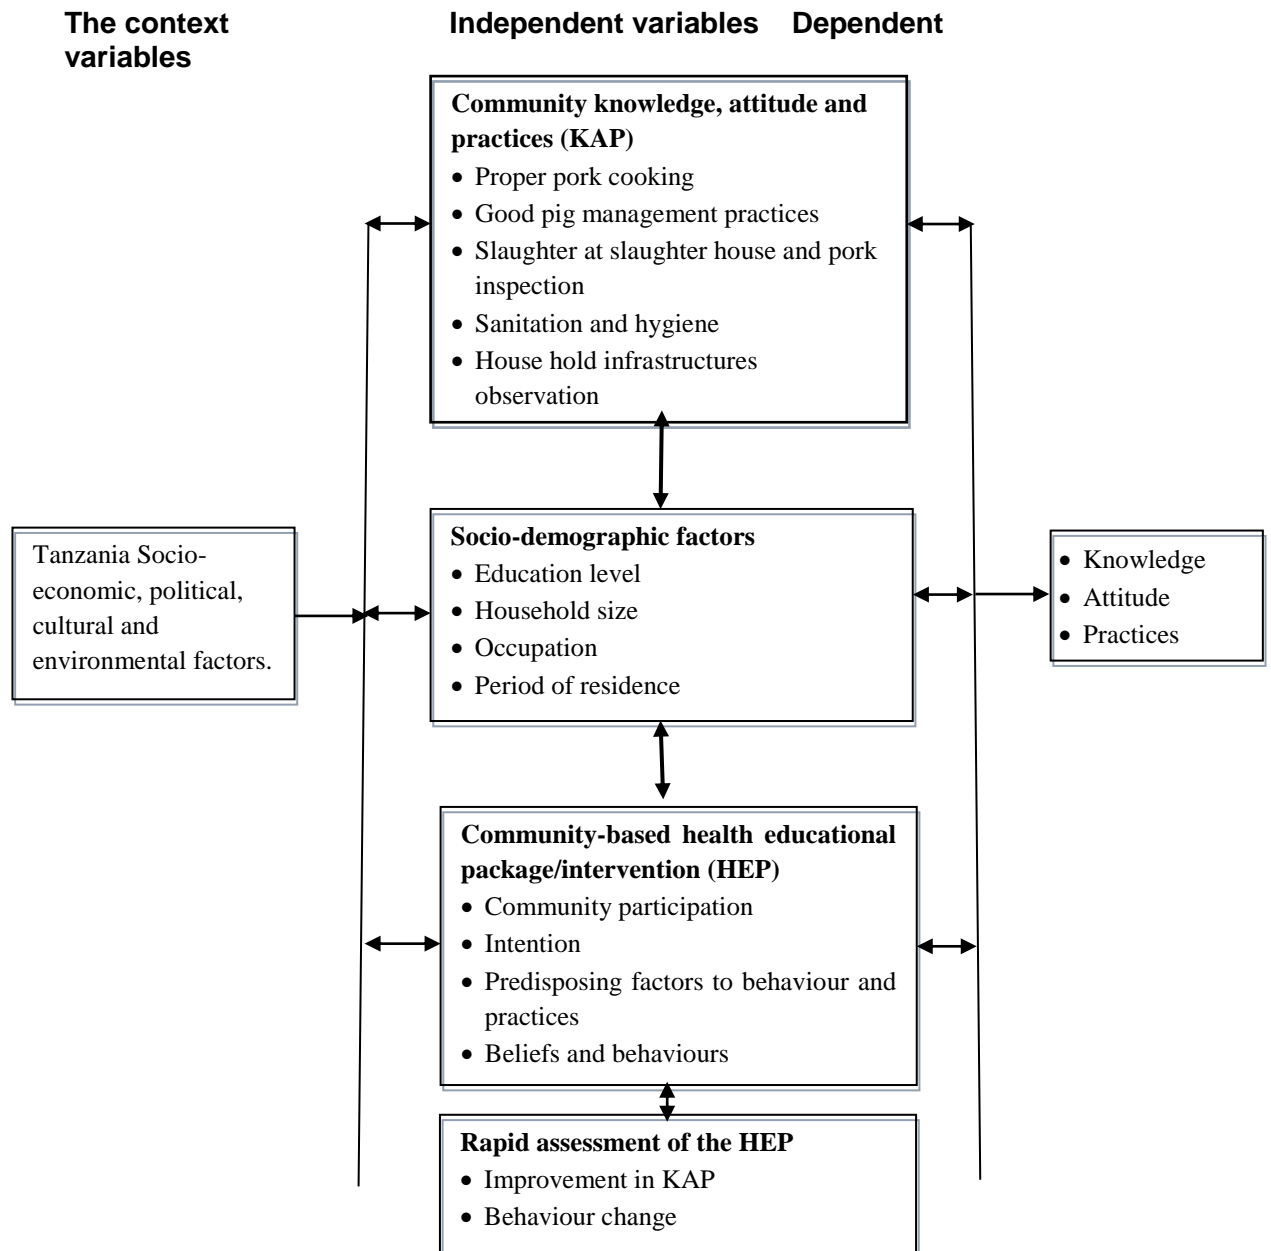 The context
variables
Independent variables
Dependent
Community knowledge, attitude and
practices (KAP)
• Proper pork cooking
• Good pig management practices
• Slaughter at slaughter house and pork
inspection
• Sanitation and hygiene
• House hold infrastructures
observation
Tanzania Socio-
economic, political,
cultural and
environmental factors.
Socio-demographic factors
• Education level
• Household size
• Occupation
• Period of residence
• Knowledge
• Attitude
• Practices
Community-based health educational
package/intervention (HEP)
• Community participation
• Intention
• Predisposing factors to behaviour and
practices
• Beliefs and behaviours
Rapid assessment of the HEP
• Improvement in KAP
• Behaviour change